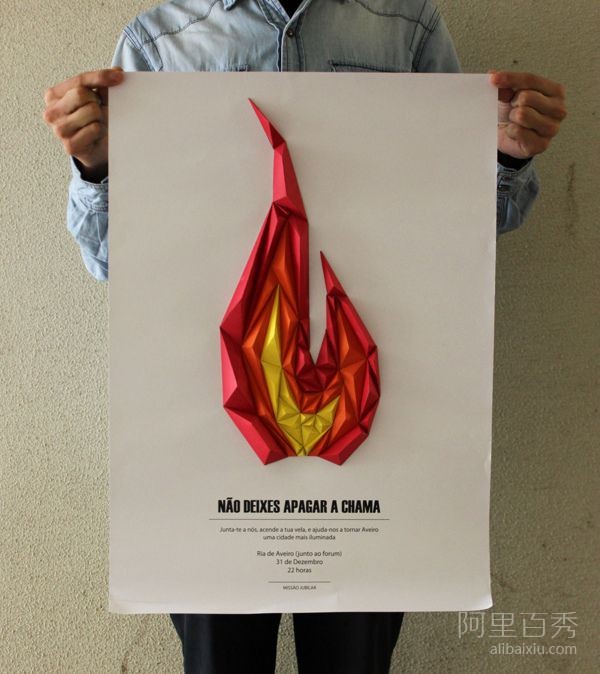 NÃO DEIXES APAGAR A CHAMA
Junta-te a nós, acende a tua vela, e ajuda-nos a tornar Aveiro
uma cidade mais iluminada
Ria de Aveiro (junto ao forum)
31 de Dezembro
22 horas
MISSÃO JUBILAR
阿里百秀
alibaixiu.com